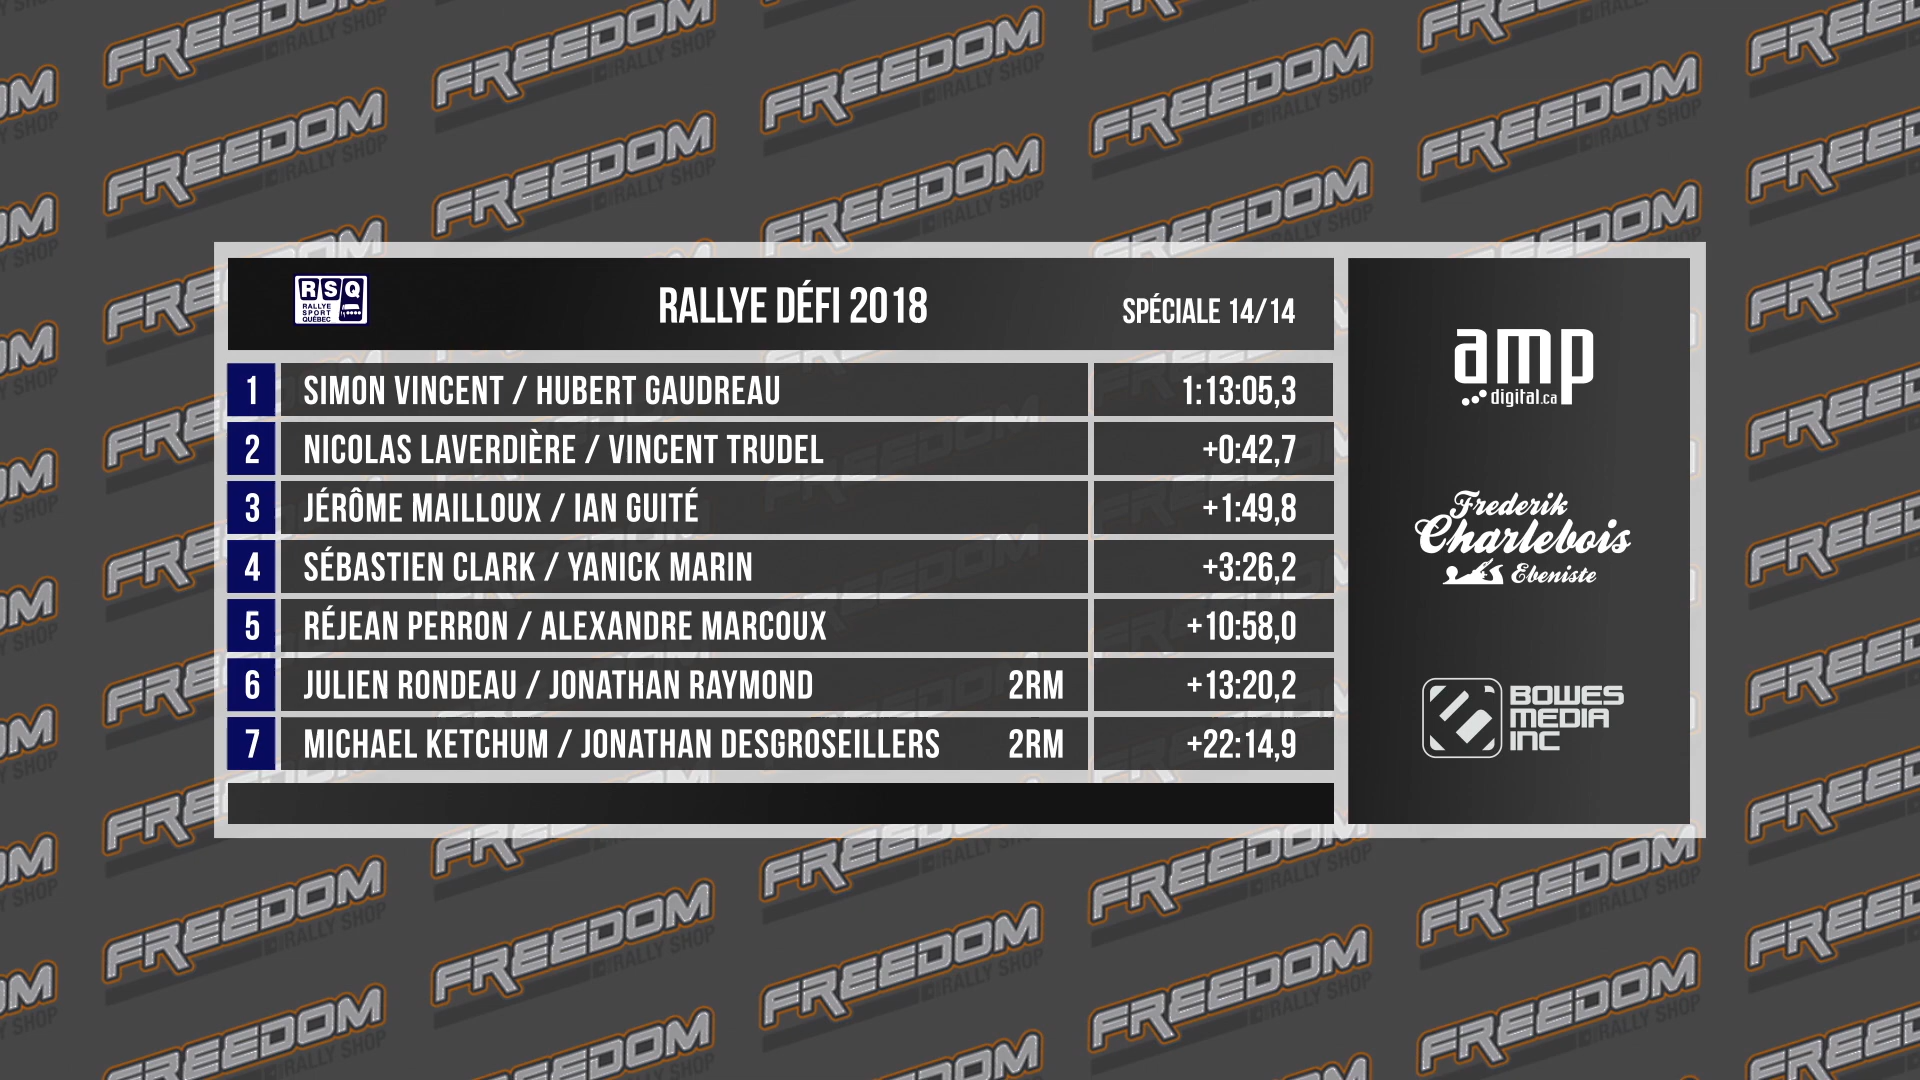 FREEDOM
RALLY SHOP
RSQ
RALLYE
SPORT
QUÉBEC
RALLYE DÉFI 2018
SPÉCIALE 14/14
1 SIMON VINCENT / HUBERT GAUDREAU 1:13:05,3
2 NICOLAS LAVERDIÈRE / VINCENT TRUDEL +0:42,7
3 JÉRÔME MAILLOUX / IAN GUITÉ +1:49,8
4 SÉBASTIEN CLARK / YANICK MARIN +3:26,2
5 RÉJEAN PERRON / ALEXANDRE MARCOUX +10:58,0
6 JULIEN RONDEAU / JONATHAN RAYMOND 2RM +13:20,2
7 MICHAEL KETCHUM / JONATHAN DESGROSEILLERS 2RM +22:14,9
amp
digital.ca
Frederik
Charlebois
Ebeniste
BOWES
MEDIA
INC